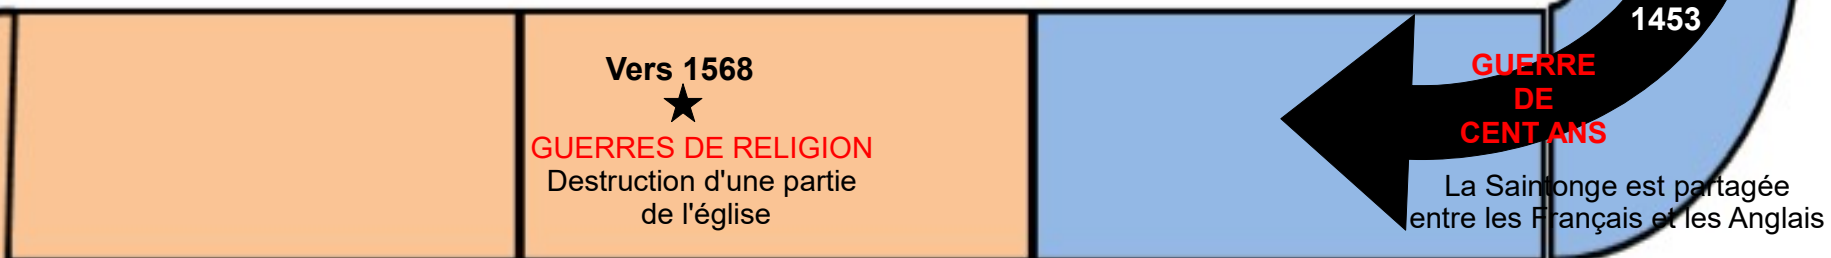 Vers 1568
GUERRES DE RELIGION
Destruction d'une partie
de l'église
1453
GUERRE
DE
CENT ANS
La Saintonge est partagée
entre les Français et les Anglais